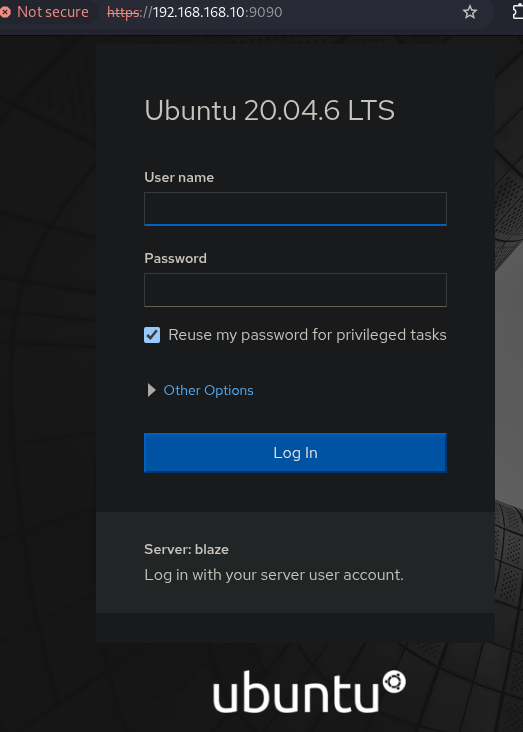 Not secure https://192.168.168.10:9090
Ubuntu 20.04.6 LTS
User name
Password
Reuse my password for privileged tasks
Other Options
Log In
Server: blaze
Log in with your server user account.
ubuntu